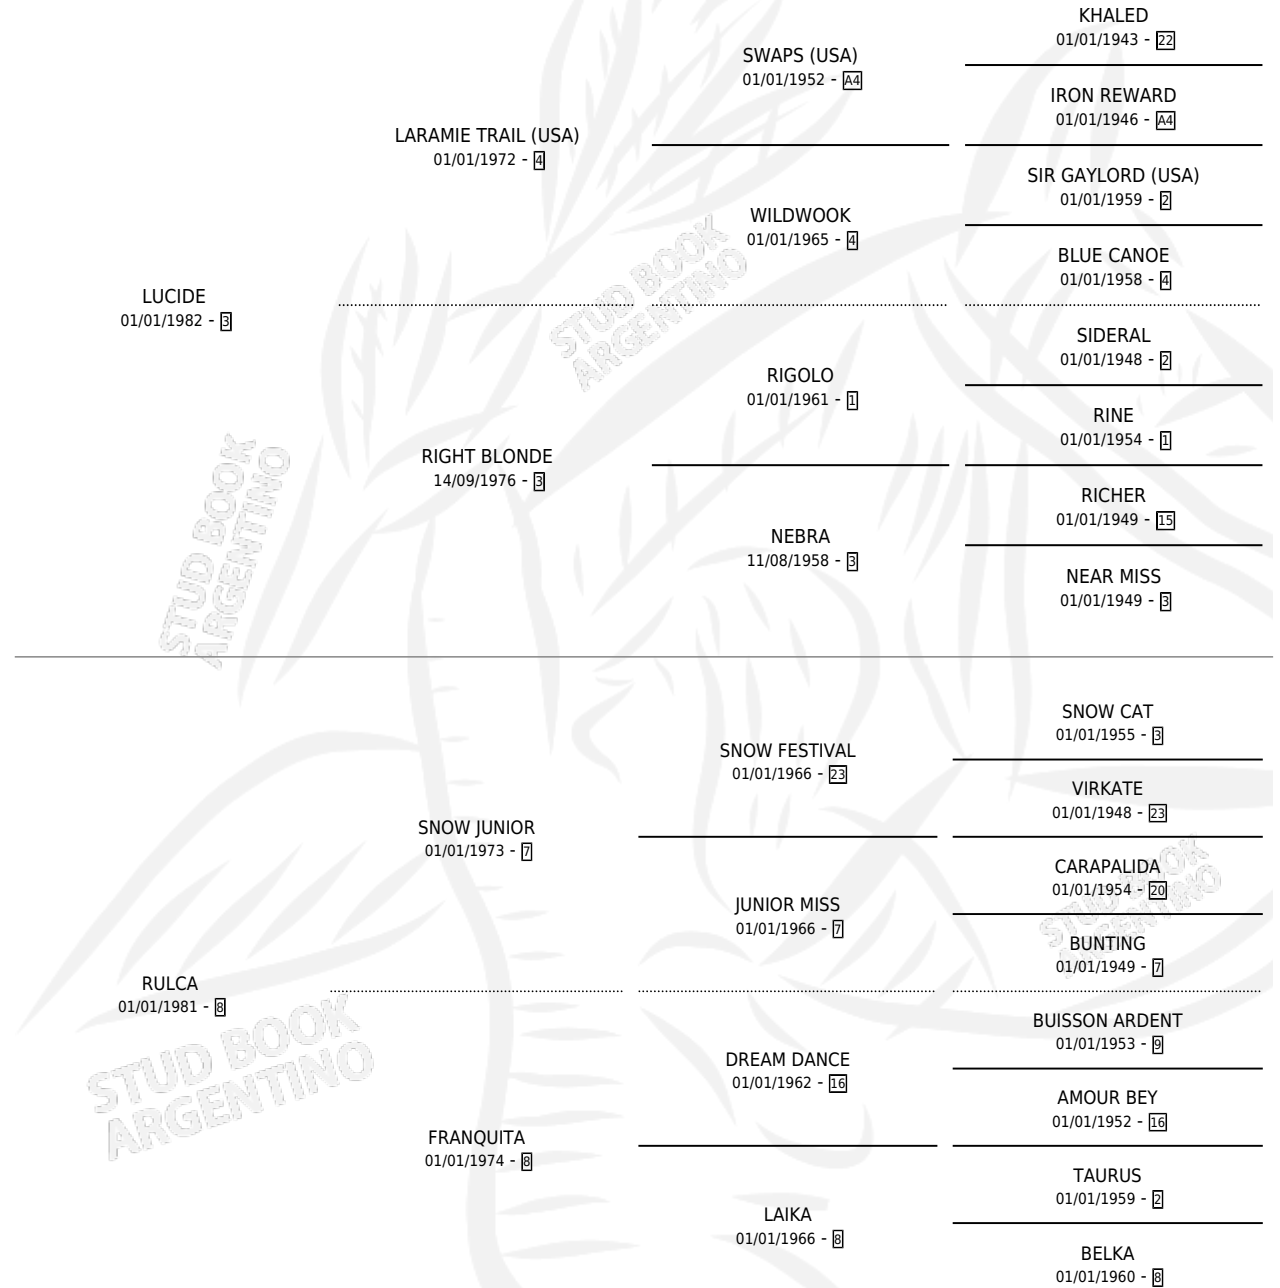 KHALED
01/01/1943 - 22
SWAPS (USA)
01/01/1952 - A4
IRON REWARD
01/01/1946 - A4
LARAMIE TRAIL (USA)
01/01/1972 - 4
SIR GAYLORD (USA)
01/01/1959 - 2
WILDWOOK
01/01/1965 - 4
BLUE CANOE
01/01/1958 - 4
LUCIDE
01/01/1982 - 3
SIDERAL
01/01/1948 - 2
RIGOLO
01/01/1961 - 1
RINE
01/01/1954 - 1
RIGHT BLONDE
14/09/1976 - 3
RICHER
01/01/1949 - 15
NEBRA
11/08/1958 - 3
NEAR MISS
01/01/1949 - 3
STUD BOOK
ARGENTINO
STUD BOOK
ARGENTINO
SNOW CAT
01/01/1955 - 3
SNOW FESTIVAL
01/01/1966 - 23
VIRKATE
01/01/1948 - 23
SNOW JUNIOR
01/01/1973 - 7
CARAPALIDA
01/01/1954 - 20
JUNIOR MISS
01/01/1966 - 7
BUNTING
01/01/1949 - 7
RULCA
01/01/1981 - 8
BUISSON ARDENT
01/01/1953 - 9
DREAM DANCE
01/01/1962 - 16
AMOUR BEY
01/01/1952 - 16
FRANQUITA
01/01/1974 - 8
TAURUS
01/01/1959 - 2
LAIKA
01/01/1966 - 8
BELKA
01/01/1960 - 8
STUD BOOK
ARGENTINO
STUD BOOK
ARGENTINO